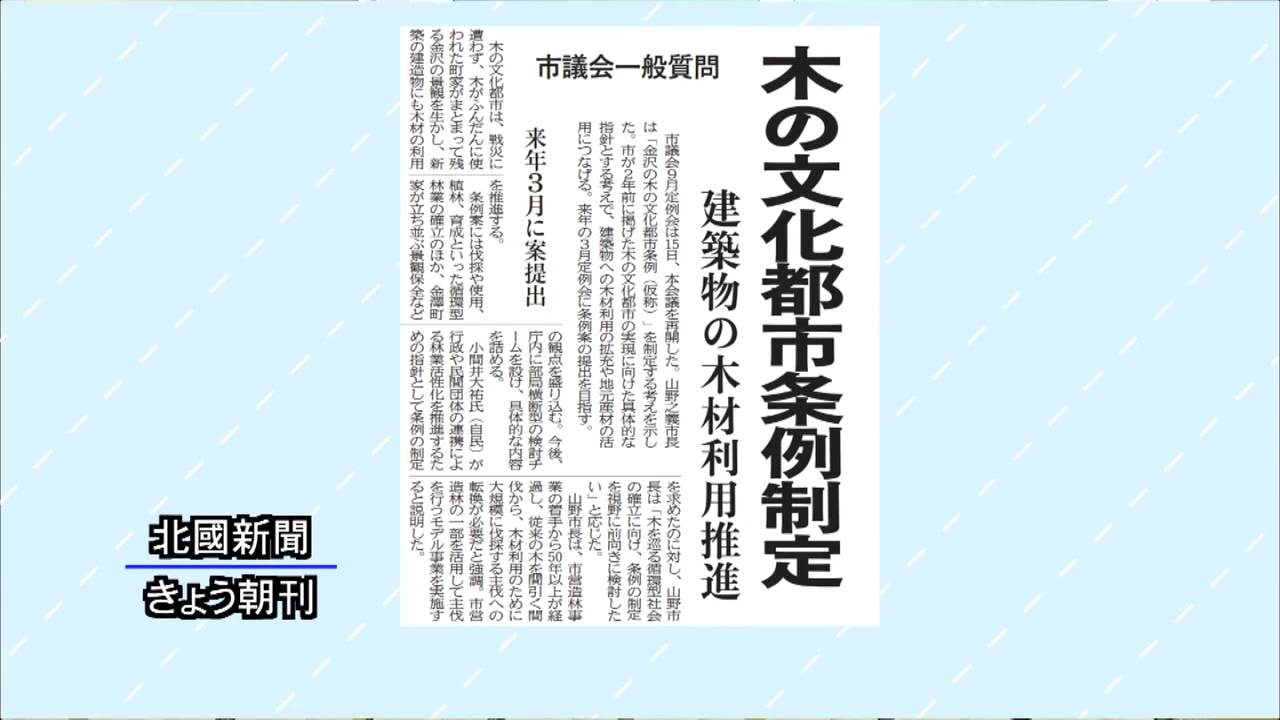 木の文化都市条例制定
建築物の木材利用推進
市議会一般質問
市議会9月定例会は15日、本会議を再開した。山野之義市長
は「金沢の木の文化都市条例（仮称）」を制定する考えを示し
た。市が2年前に掲げた木の文化都市の実現に向けた具体的な
指針とする考えで、建築物への木材利用の拡充や地元産材の活
用につなげる。来年の3月定例会に条例案の提出を目指す。
来年3月に案提出
木の文化都市は、戦災に
遭わず、木がふんだんに使
われた町家がまとまって残
る金沢の景観を生かし、新
築の建造物にも木材の利用
を推進する。
条例案には伐採や使用、
植林、育成といった循環型
林業の確立のほか、金澤町
家が立ち並ぶ景観保全など
の観点を盛り込む。今後、
庁内に部局横断型の検討チ
ームを設け、具体的な内容
を詰める。
小間井大祐氏（自民）が
行政や民間団体の連携によ
る林業活性化を推進するた
めの指針として条例の制定
を求めたのに対し、山野市
長は「木を巡る循環型社会
の確立に向け、条例の制定
を視野に前向きに検討した
い」と応じた。
山野市長は、市営造林事
業の着手から50年以上が経
過し、従来の木を間引く間
伐から、木材利用のために
大規模に伐採する主伐への
転換が必要だと強調。市営
造林の一部を活用して主伐
を行うモデル事業を実施す
ると説明した。
北國新聞
きょう朝刊